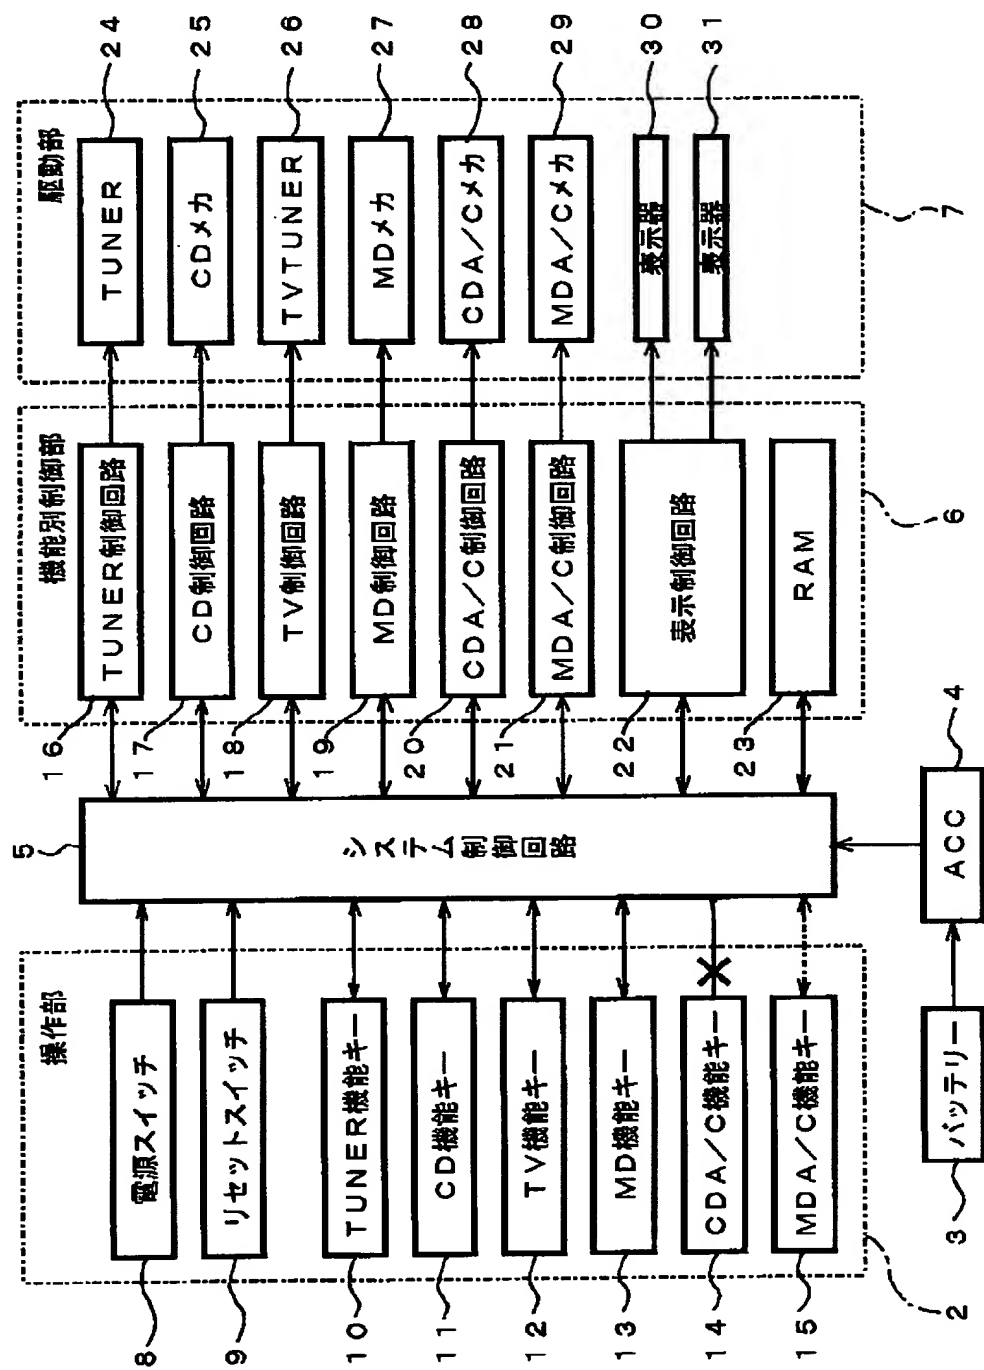 操作部
電源スイッチ
リセットスイッチ
TUNER機能キー
CD機能キー
TV機能キー
MD機能キー
CDA/C機能キー
MDA/C機能キー
8
9
10
11
12
13
14
15
2
バッテリー
3
ACC
4
システム制御回路
5
機能別制御部
TUNER制御回路
CD制御回路
TV制御回路
MD制御回路
CDA/C制御回路
MDA/C制御回路
表示制御回路
RAM
16
17
18
19
20
21
22
23
6
駆動部
TUNER
CDメカ
TVTUNER
MDメカ
CDA/Cメカ
MDA/Cメカ
表示器
表示器
24
25
26
27
28
29
30
31
7